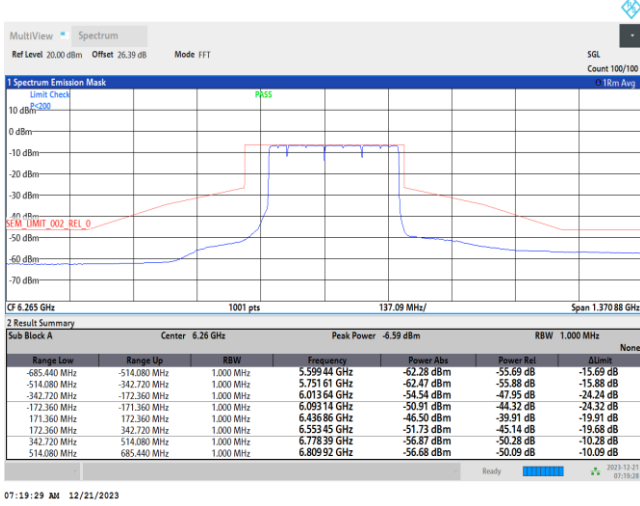 MultiView Spectrum
Ref Level 20.00 dBm Offset 26.39 dB Mode FFT SGL
Count 100/100
1 Spectrum Emission Mask 1Rm Avg
Limit Check PASS
P<200
10 dBm
0 dBm
-10 dBm
-20 dBm
-30 dBm
-40 dBm
SEM_LIMIT_002_REL_0
-50 dBm
-60 dBm
-70 dBm
CF 6.265 GHz 1001 pts 137.09 MHz/ Span 1.370 88 GHz
2 Result Summary
Sub Block A Center 6.26 GHz Peak Power -6.59 dBm RBW 1.000 MHz
None
Range Low Range Up RBW Frequency Power Abs Power Rel ΔLimit
-685.440 MHz -514.080 MHz 1.000 MHz 5.599 44 GHz -62.28 dBm -55.69 dB -15.69 dB
-514.080 MHz -342.720 MHz 1.000 MHz 5.751 61 GHz -62.47 dBm -55.88 dB -15.88 dB
-342.720 MHz -172.360 MHz 1.000 MHz 6.013 64 GHz -54.54 dBm -47.95 dB -24.24 dB
-172.360 MHz -171.360 MHz 1.000 MHz 6.093 14 GHz -50.91 dBm -44.32 dB -24.32 dB
171.360 MHz 172.360 MHz 1.000 MHz 6.436 86 GHz -46.50 dBm -39.91 dB -19.91 dB
172.360 MHz 342.720 MHz 1.000 MHz 6.553 45 GHz -51.73 dBm -45.14 dB -19.68 dB
342.720 MHz 514.080 MHz 1.000 MHz 6.778 39 GHz -56.87 dBm -50.28 dB -10.28 dB
514.080 MHz 685.440 MHz 1.000 MHz 6.809 92 GHz -56.68 dBm -50.09 dB -10.09 dB
Ready 2023-12-21
07:19:28
07:19:29 AM 12/21/2023